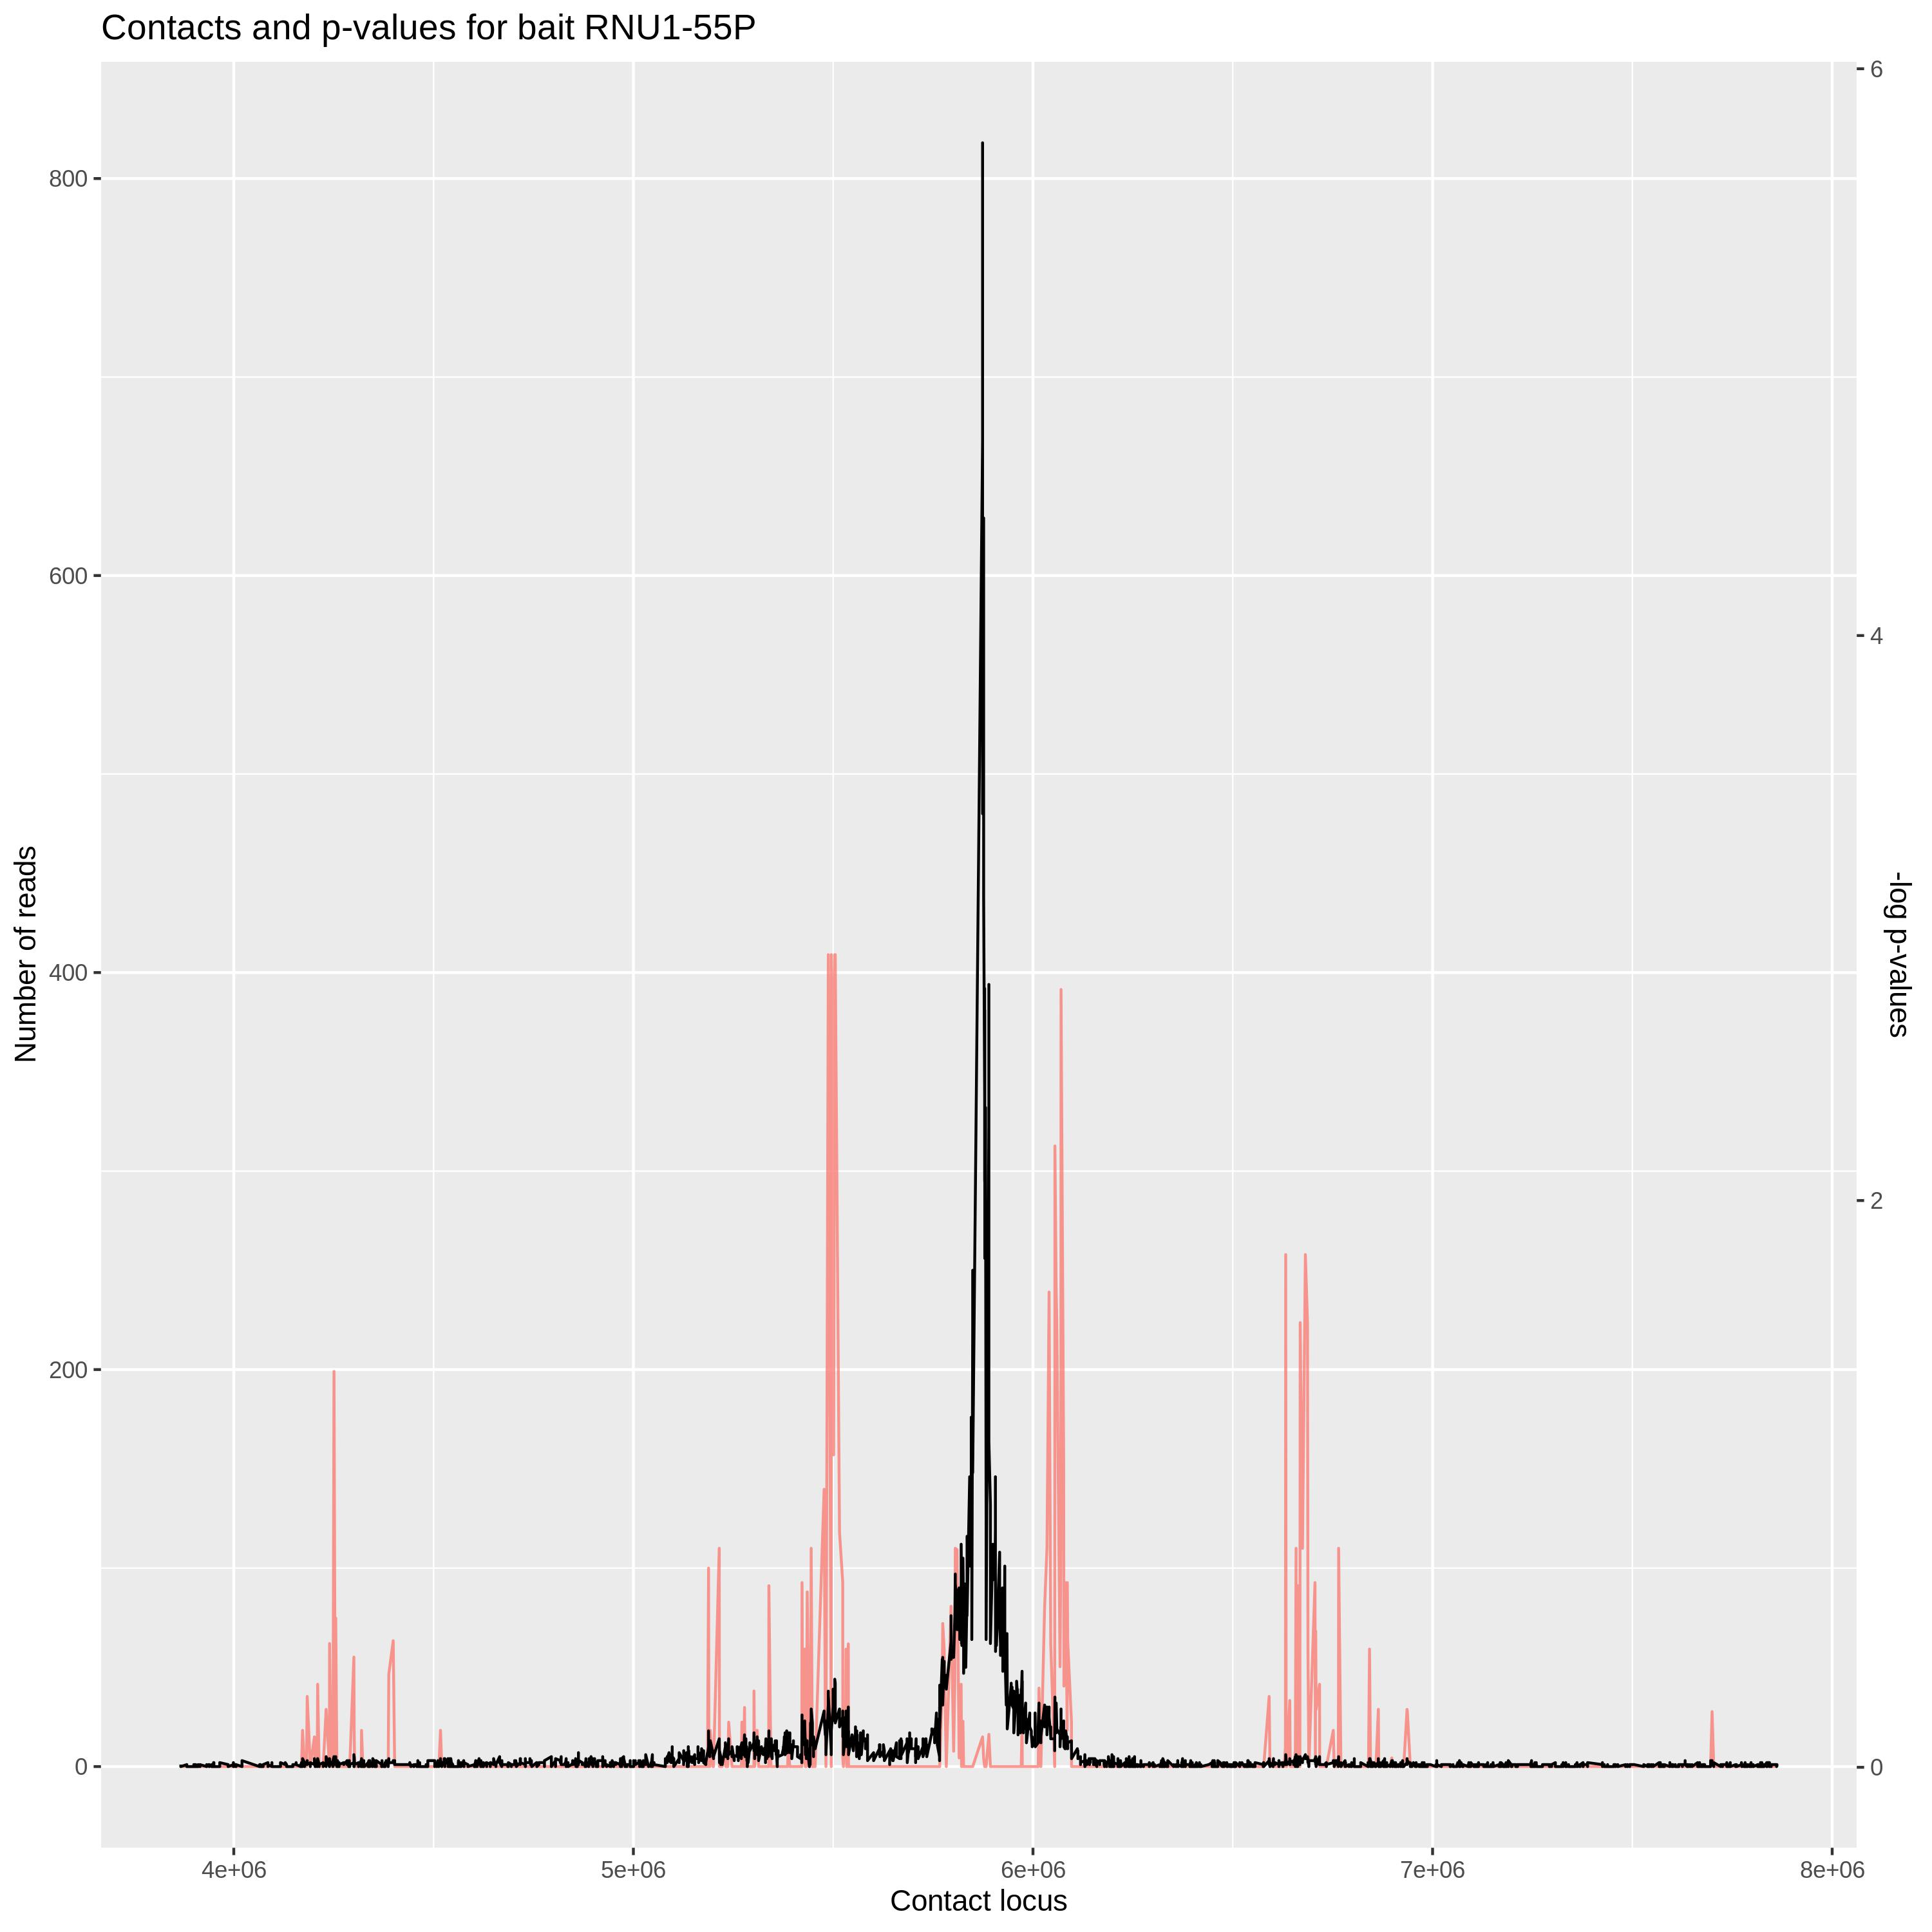 Contacts and p-values for bait RNU1-55P
800
600
400
200
0
Number of reads
6
4
2
0
-log p-values
4e+06
5e+06
6e+06
7e+06
8e+06
Contact locus